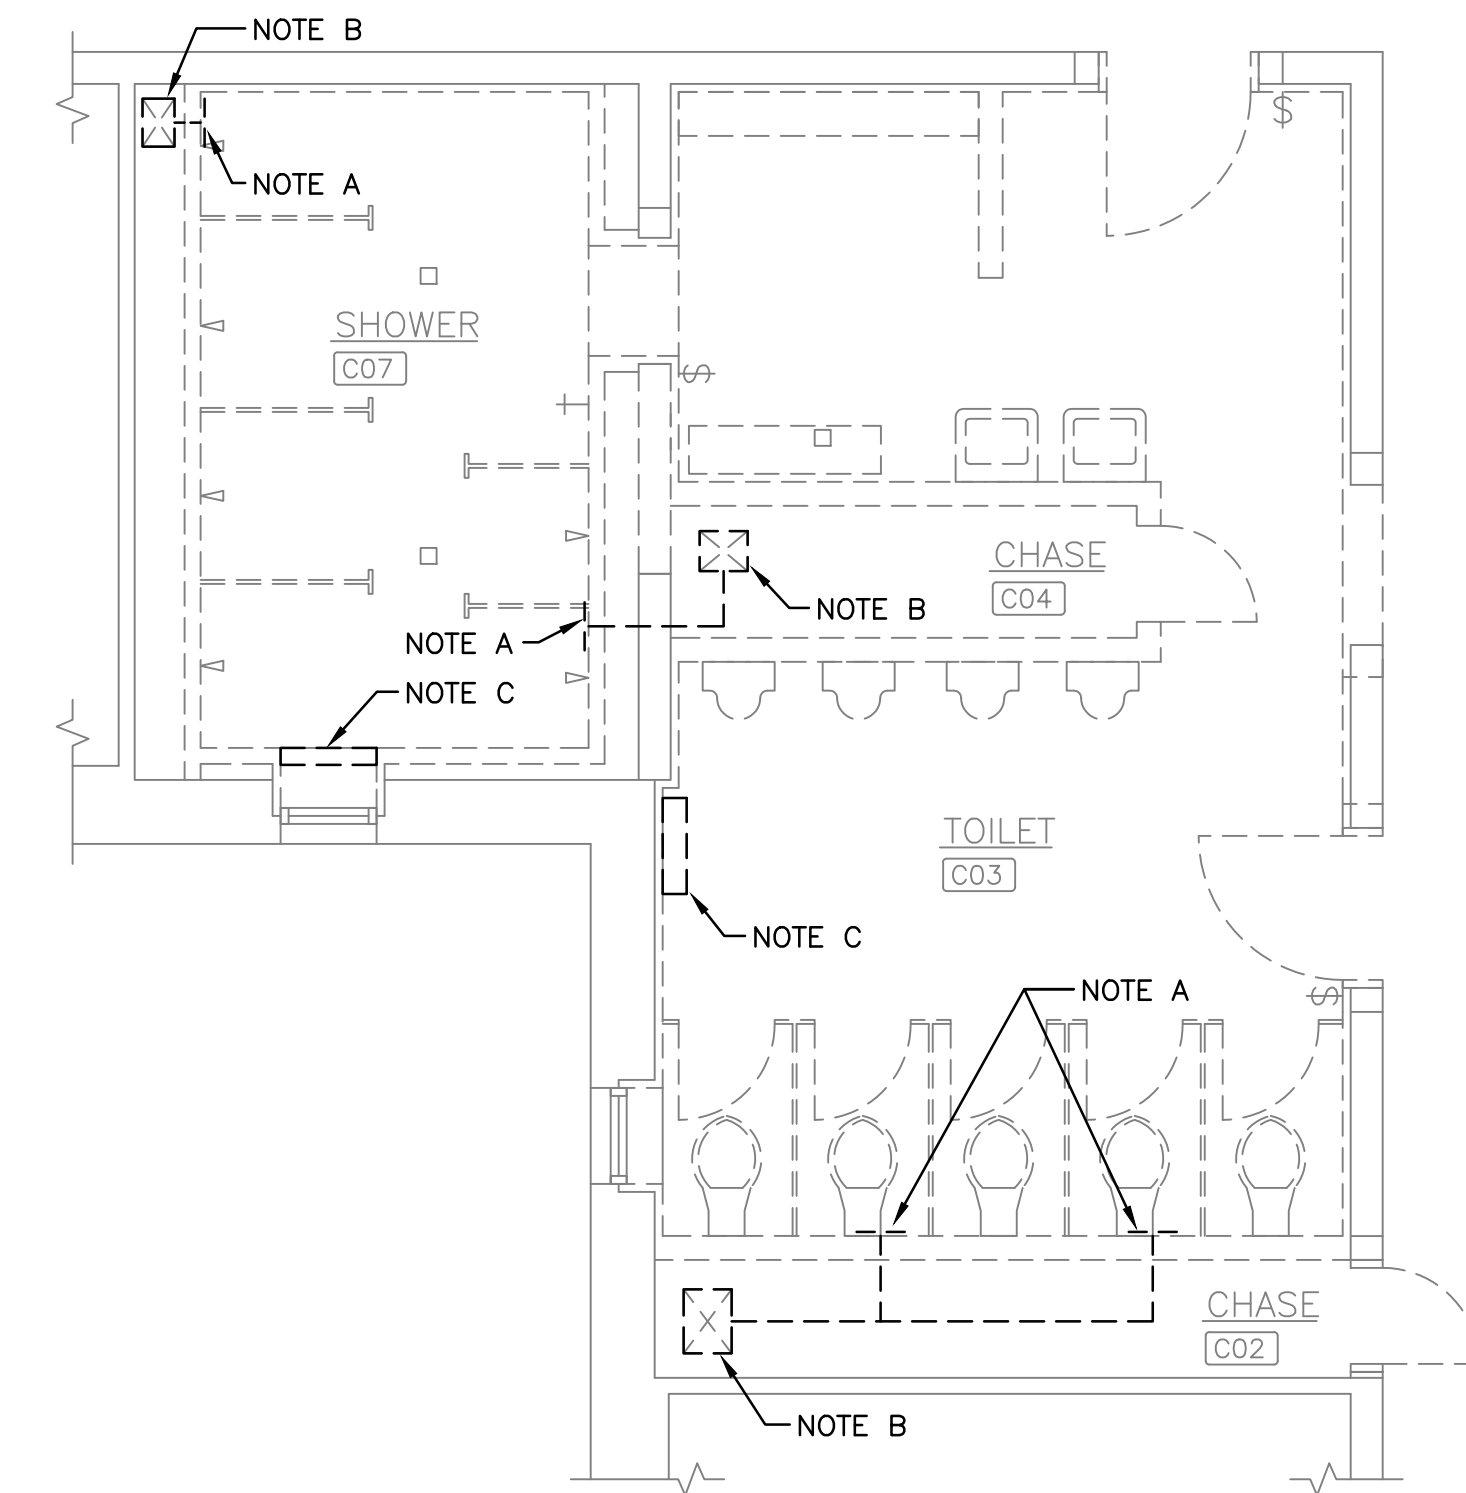 NOTE B
NOTE A
$
SHOWER
C07
$
CHASE
C04
NOTE B
NOTE A
NOTE C
TOILET
C03
NOTE C
NOTE A
$
CHASE
C02
NOTE B